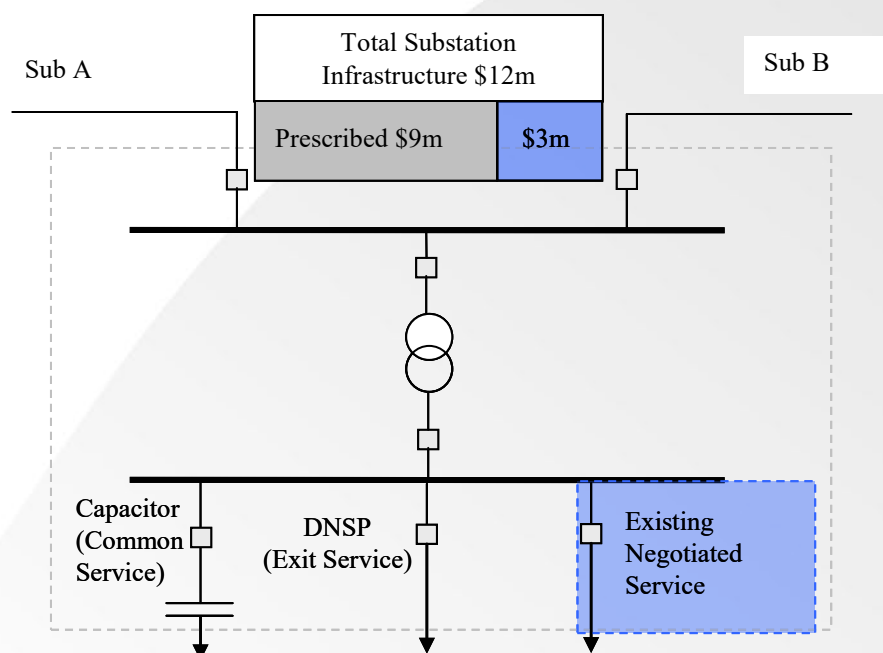 Total Substation
Infrastructure $12m
Sub A
Sub B
Prescribed $9m
$3m
Capacitor
(Common
Service)
DNSP
(Exit Service)
Existing
Negotiated
Service